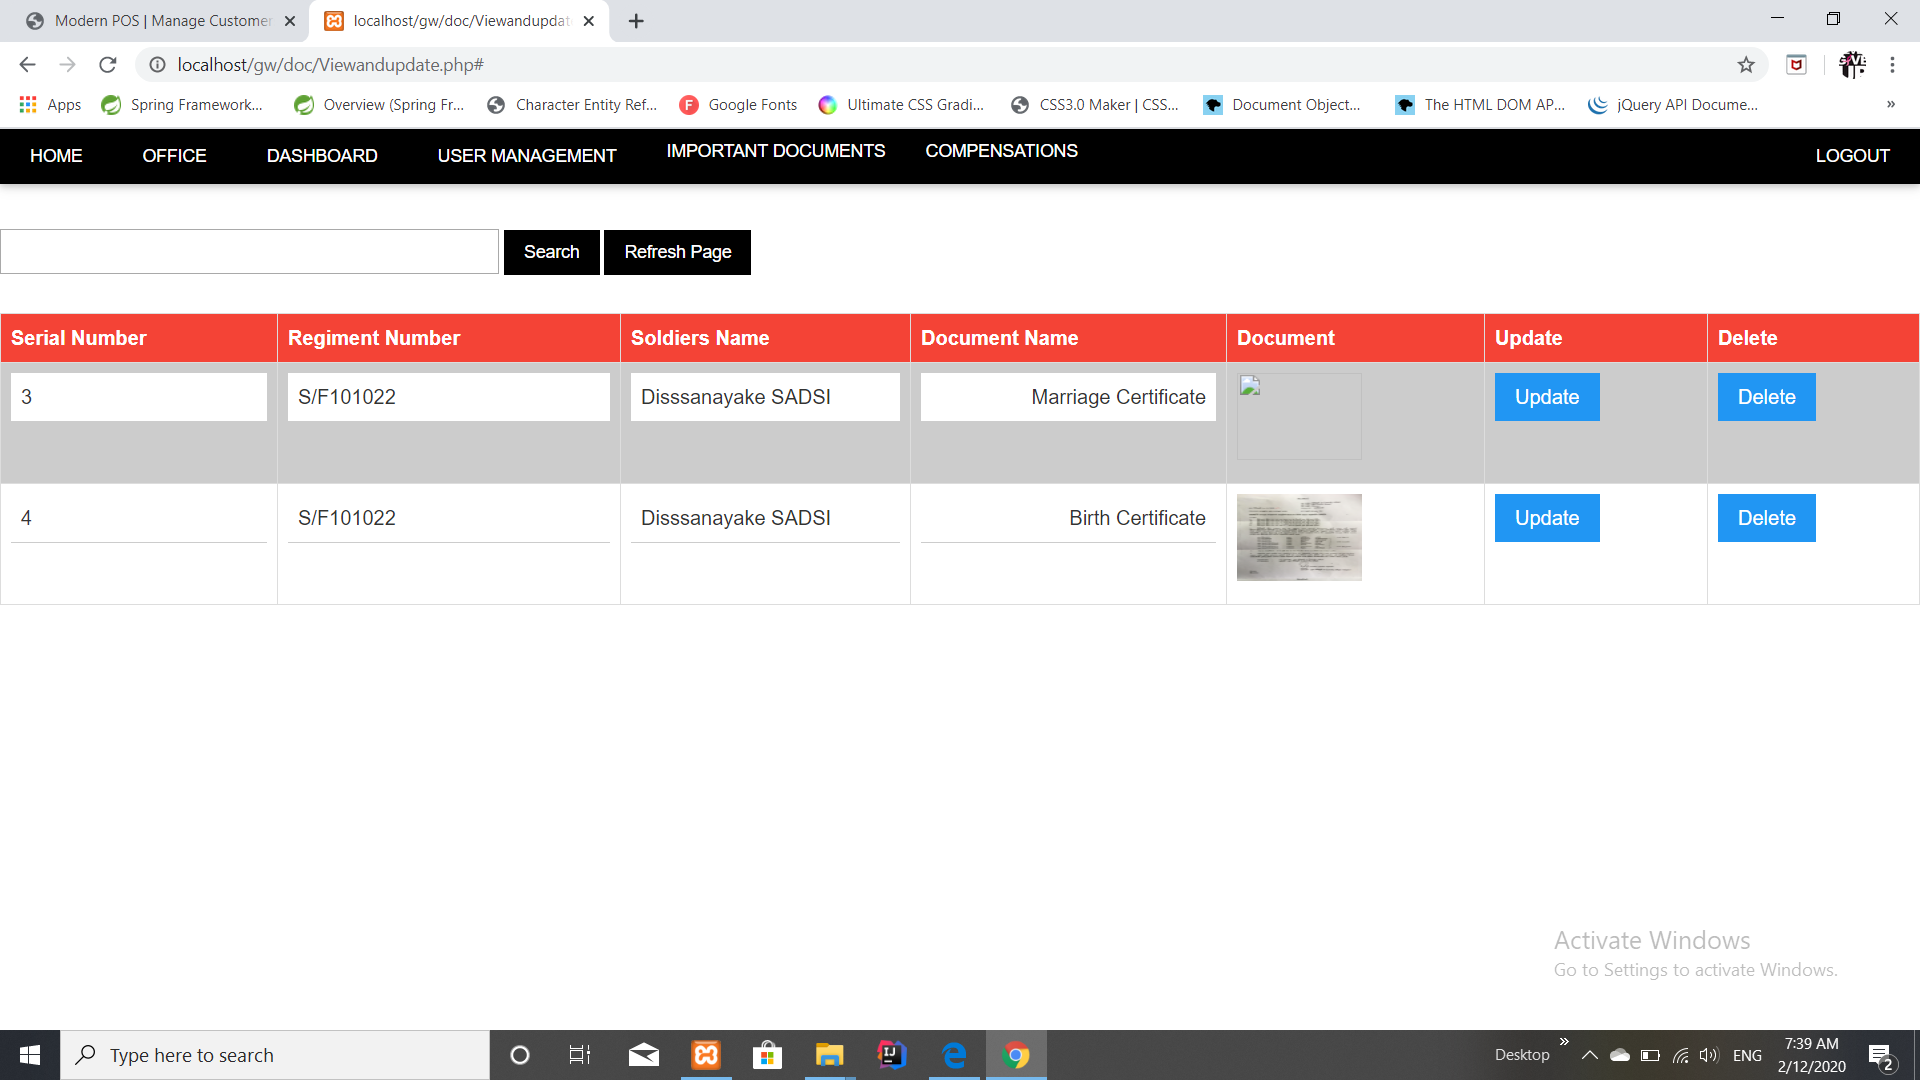 Modern POS | Manage Customer
localhost/gw/doc/Viewandupdat
localhost/gw/doc/Viewandupdate.php#
Apps Spring Framework... Overview (Spring Fr... Character Entity Ref... Google Fonts Ultimate CSS Gradi... CSS3.0 Maker | CSS... Document Object... The HTML DOM AP... jQuery API Docume... »
HOME OFFICE DASHBOARD USER MANAGEMENT IMPORTANT DOCUMENTS COMPENSATIONS LOGOUT
Search Refresh Page
Serial Number Regiment Number Soldiers Name Document Name Document Update Delete
3 S/F101022 Disssanayake SADSI Marriage Certificate Update Delete
4 S/F101022 Disssanayake SADSI Birth Certificate Update Delete
Activate Windows
Go to Settings to activate Windows.
Type here to search
Desktop » ENG
7:39 AM
2/12/2020
2